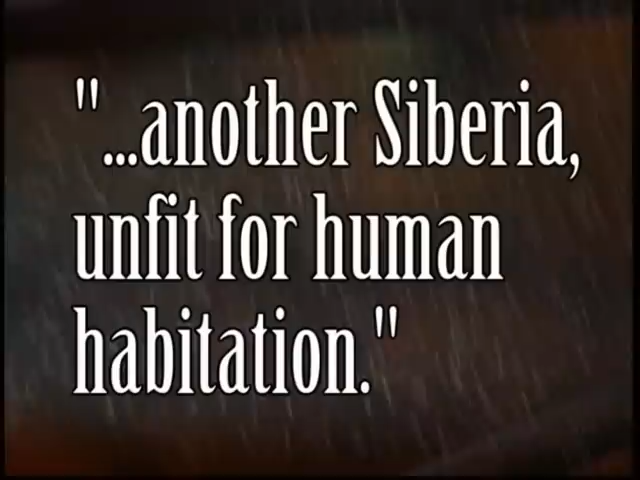 "...another Siberia,
unfit for human
habitation."